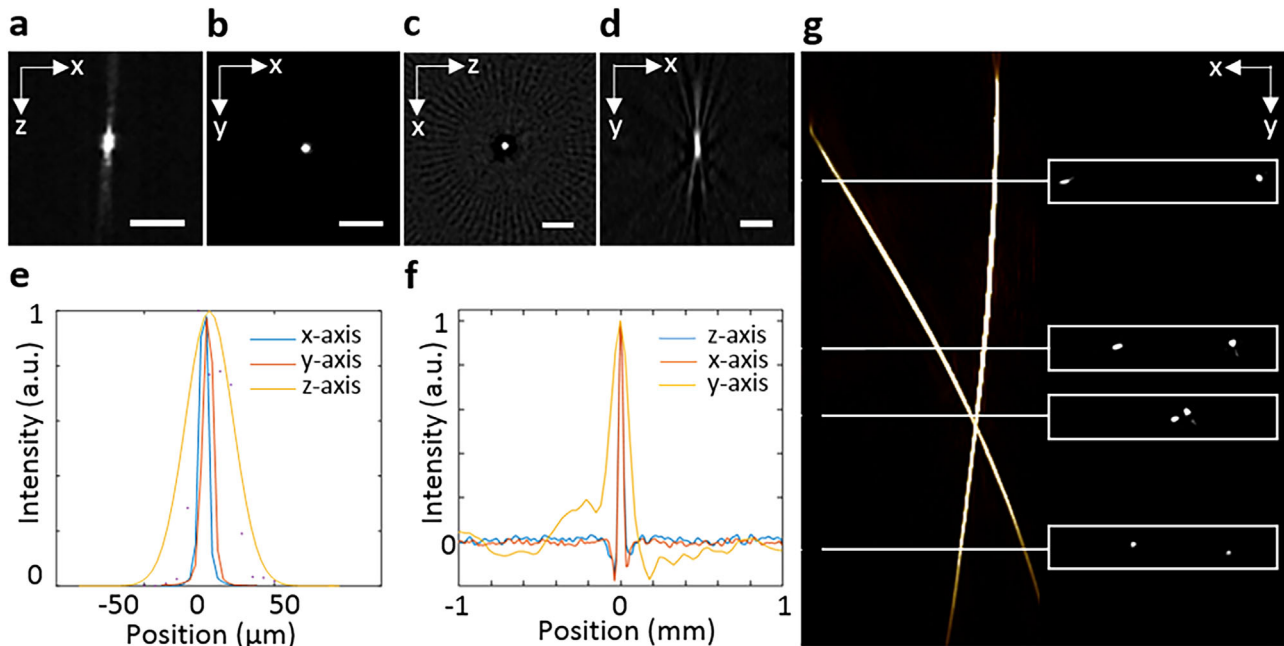 a
x
z
b
x
y
c
z
x
d
x
y
g
x
y
e
1
0
Intensity (a.u.)
x-axis
y-axis
z-axis
-50 0 50
Position (μm)
f
1
0
Intensity (a.u.)
z-axis
x-axis
y-axis
-1 0 1
Position (mm)